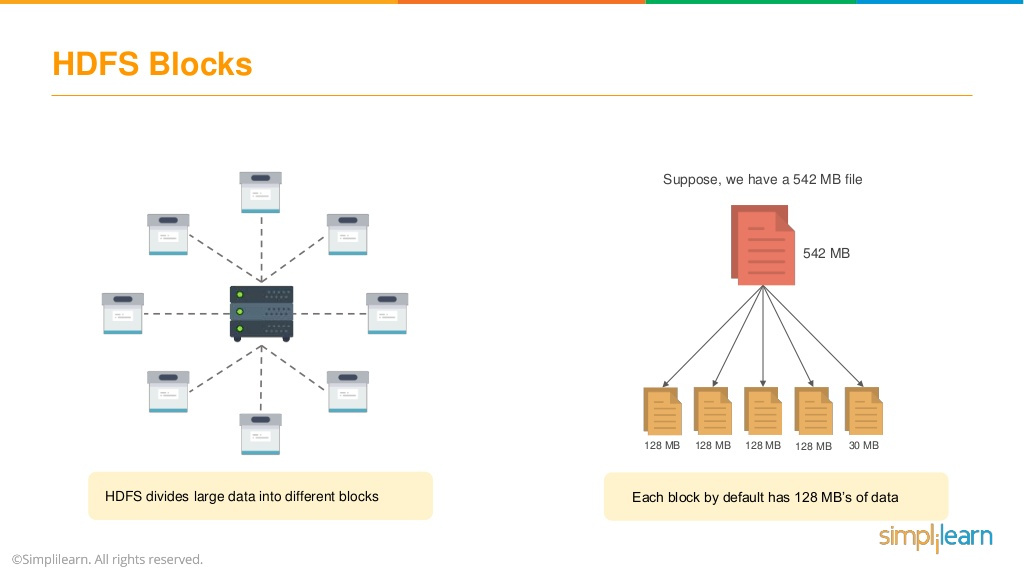 HDFS Blocks
Suppose, we have a 542 MB file
542 MB
128 MB 128 MB 128 MB 128 MB 30 MB
HDFS divides large data into different blocks
Each block by default has 128 MB's of data
simplilearn
©Simplilearn. All rights reserved.